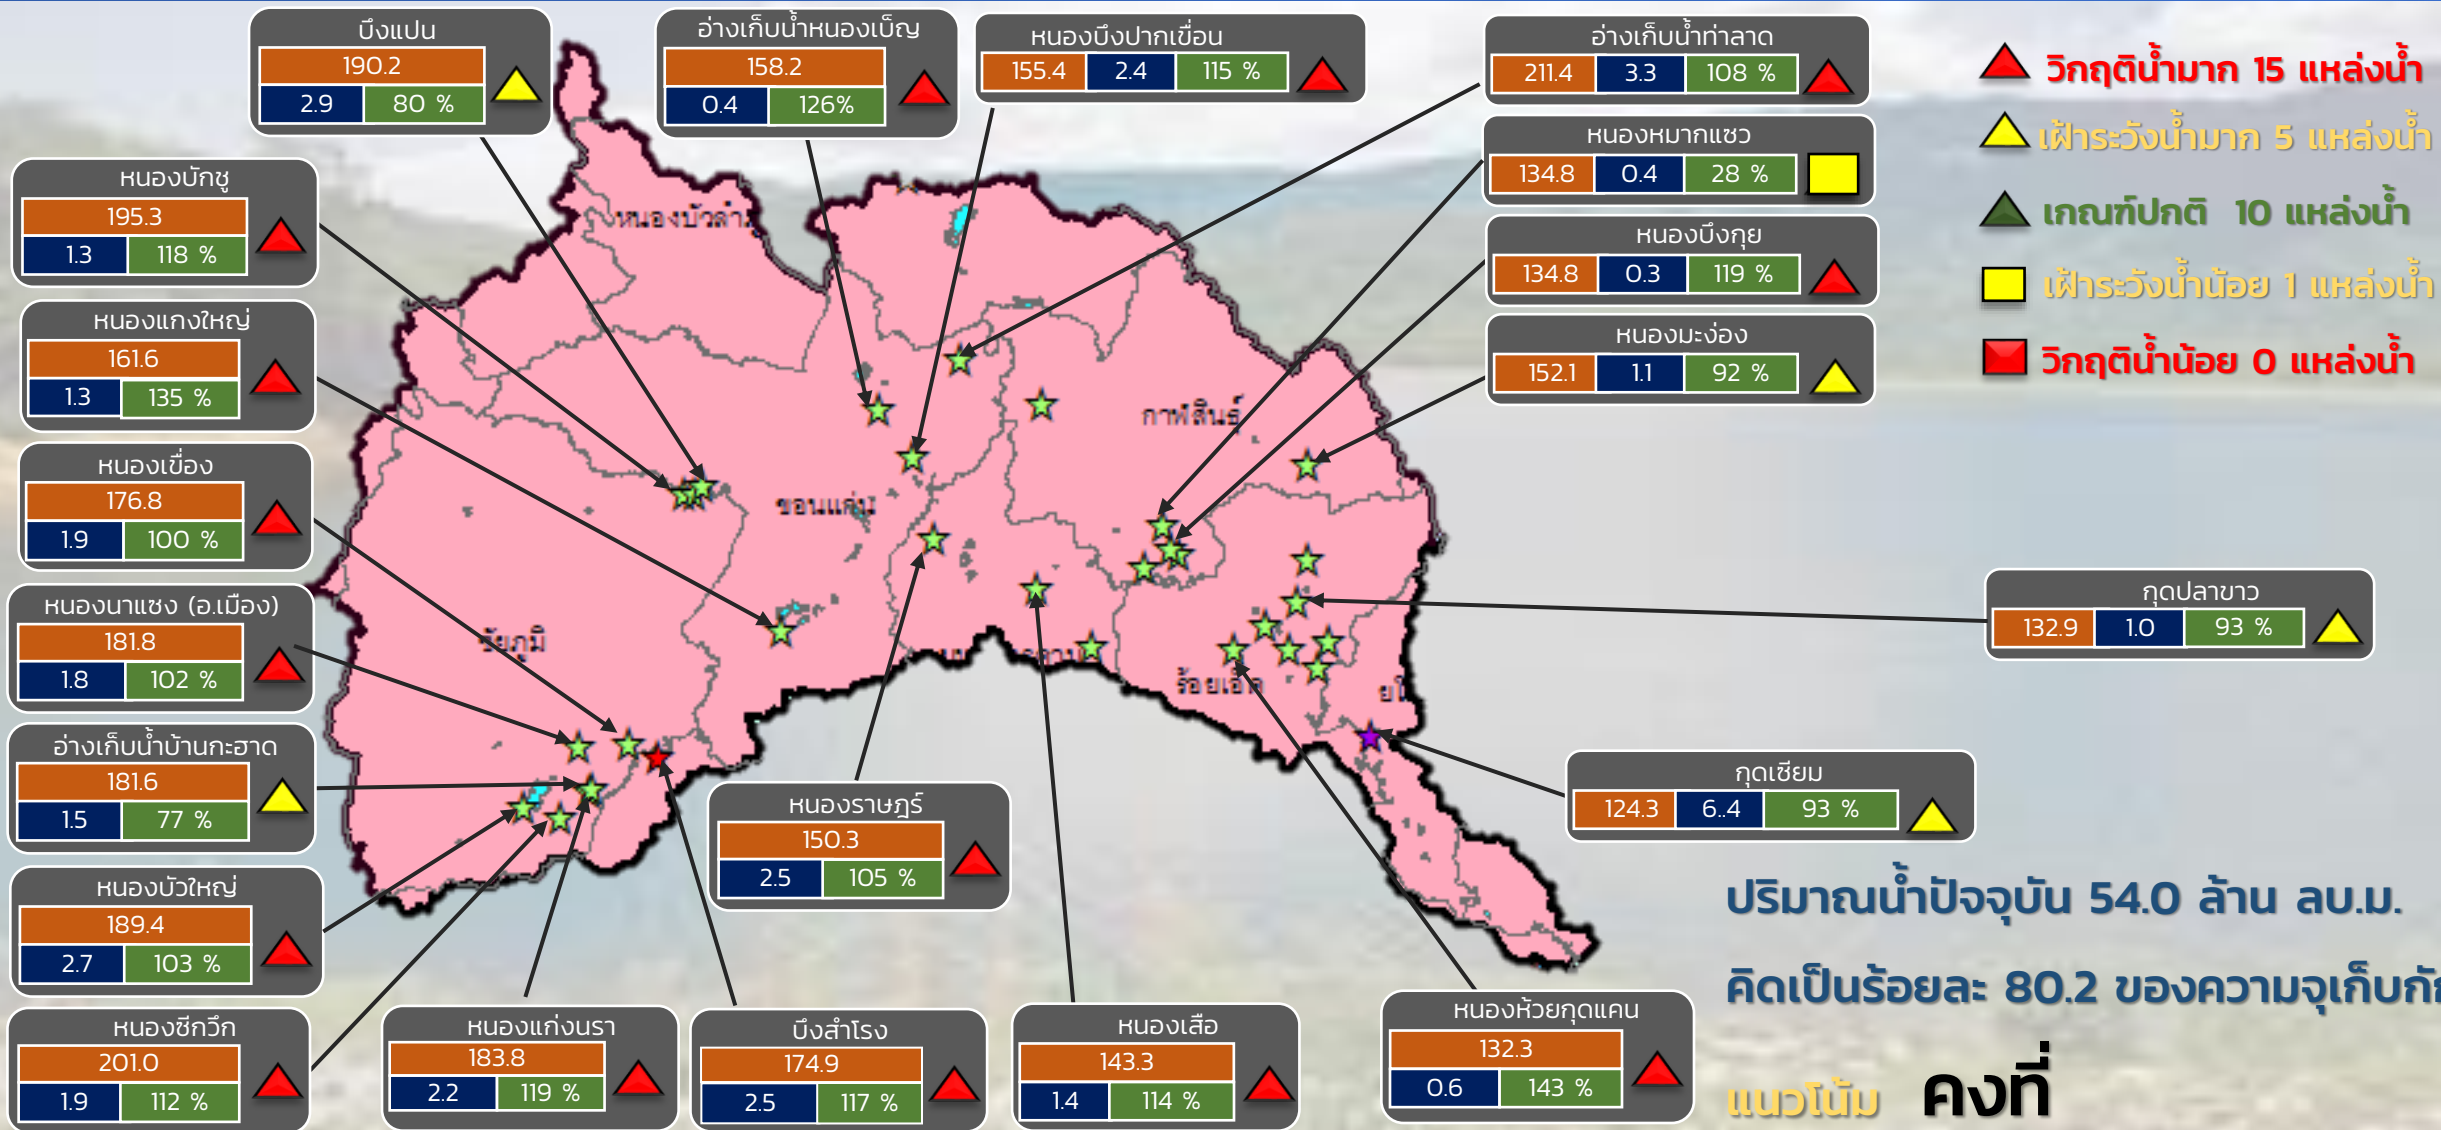 บึงแปน
190.2
2.9 80 %
อ่างเก็บน้ำหนองเบ็ญ
158.2
0.4 126%
หนองบึงปากเขื่อน
155.4 2.4 115 %
อ่างเก็บน้ำท่าลาด
211.4 3.3 108 %
หนองหมากแซว
134.8 0.4 28 %
หนองบึงกุย
134.8 0.3 119 %
หนองมะง่อง
152.1 1.1 92 %
วิกฤติน้ำมาก 15 แหล่งน้ำ
เฝ้าระวังน้ำมาก 5 แหล่งน้ำ
เกณฑ์ปกติ 10 แหล่งน้ำ
เฝ้าระวังน้ำน้อย 1 แหล่งน้ำ
วิกฤติน้ำน้อย 0 แหล่งน้ำ
หนองบักชู
195.3
1.3 118 %
หนองแกงใหญ่
161.6
1.3 135 %
หนองเขื่อง
176.8
1.9 100 %
หนองนาแซง (อ.เมือง)
181.8
1.8 102 %
อ่างเก็บน้ำบ้านกะฮาด
181.6
1.5 77 %
หนองบัวใหญ่
189.4
2.7 103 %
หนองซีกวึก
201.0
1.9 112 %
หนองแก่งนรา
183.8
2.2 119 %
บึงสำโรง
174.9
2.5 117 %
หนองราษฎร์
150.3
2.5 105 %
หนองเสือ
143.3
1.4 114 %
หนองห้วยกุดแคน
132.3
0.6 143 %
กุดปลาขาว
132.9 1.0 93 %
กุดเซียม
124.3 6..4 93 %
หนองบัวลำภู
กาฬสินธุ์
ขอนแก่น
ชัยภูมิ
ร้อยเอ็ด
ปริมาณน้ำปัจจุบัน 54.0 ล้าน ลบ.ม.
คิดเป็นร้อยละ 80.2 ของความจุเก็บกัก
แนวโน้ม คงที่